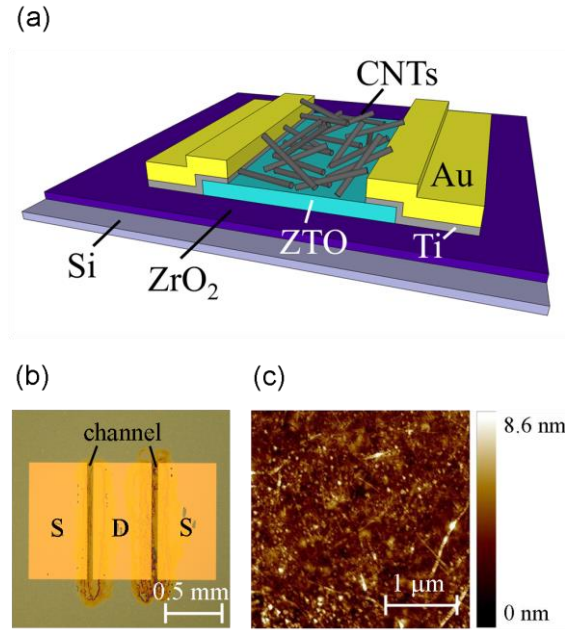 (a)
CNTs
Au
ZTO
Ti
Si
ZrO₂
(b)
(c)
channel
S D S
0.5 mm
8.6 nm
1 μm
0 nm